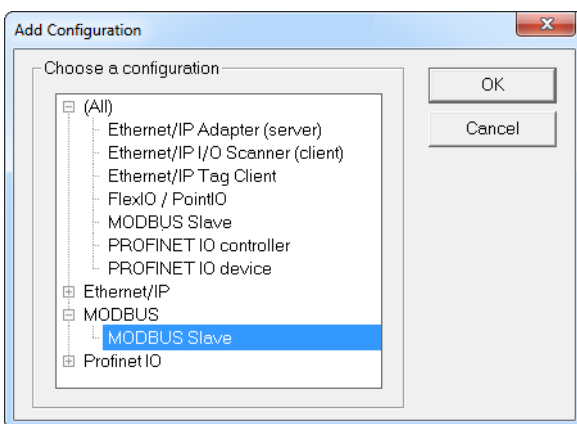 Add Configuration
Choose a configuration
OK
Cancel
(All)
Ethernet/IP Adapter (server)
Ethernet/IP I/O Scanner (client)
Ethernet/IP Tag Client
FlexIO / PointIO
MODBUS Slave
PROFINET IO controller
PROFINET IO device
Ethernet/IP
MODBUS
MODBUS Slave
Profinet IO